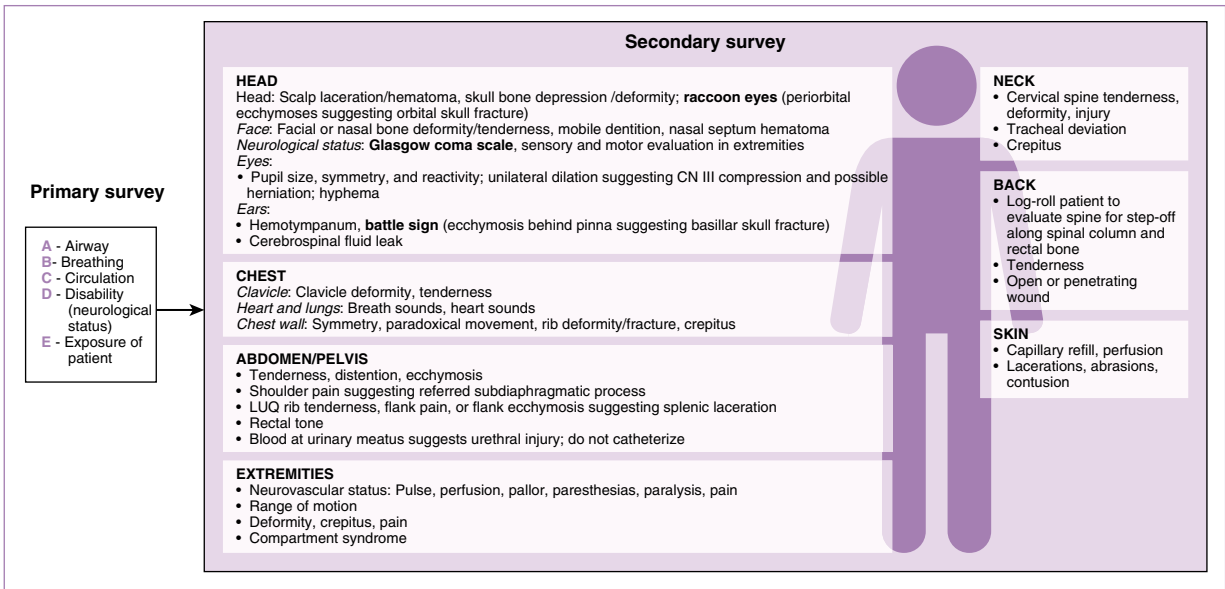 Secondary survey
Primary survey
A - Airway
B- Breathing
C - Circulation
D - Disability
(neurological
status)
E - Exposure of
patient
HEAD
Head: Scalp laceration/hematoma, skull bone depression /deformity; raccoon eyes (periorbital
ecchymoses suggesting orbital skull fracture)
Face: Facial or nasal bone deformity/tenderness, mobile dentition, nasal septum hematoma
Neurological status: Glasgow coma scale, sensory and motor evaluation in extremities
Eyes:
• Pupil size, symmetry, and reactivity; unilateral dilation suggesting CN III compression and possible
herniation; hyphema
Ears:
• Hemotympanum, battle sign (ecchymosis behind pinna suggesting basillar skull fracture)
• Cerebrospinal fluid leak
CHEST
Clavicle: Clavicle deformity, tenderness
Heart and lungs: Breath sounds, heart sounds
Chest wall: Symmetry, paradoxical movement, rib deformity/fracture, crepitus
ABDOMEN/PELVIS
• Tenderness, distention, ecchymosis
• Shoulder pain suggesting referred subdiaphragmatic process
• LUQ rib tenderness, flank pain, or flank ecchymosis suggesting splenic laceration
• Rectal tone
• Blood at urinary meatus suggests urethral injury; do not catheterize
EXTREMITIES
• Neurovascular status: Pulse, perfusion, pallor, paresthesias, paralysis, pain
• Range of motion
• Deformity, crepitus, pain
• Compartment syndrome
NECK
• Cervical spine tenderness,
deformity, injury
• Tracheal deviation
• Crepitus
BACK
• Log-roll patient to
evaluate spine for step-off
along spinal column and
rectal bone
• Tenderness
• Open or penetrating
wound
SKIN
• Capillary refill, perfusion
• Lacerations, abrasions,
contusion